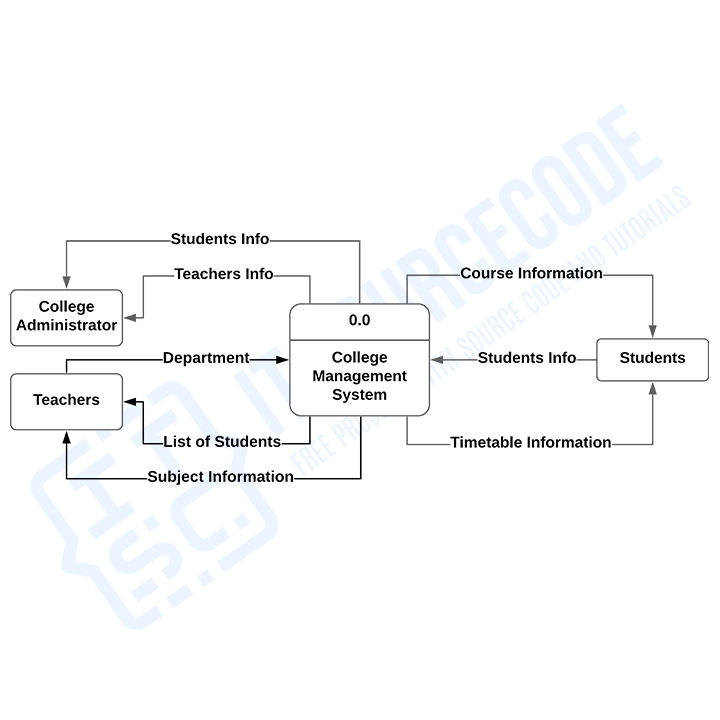 Students Info
Teachers Info
Course Information
College
Administrator
0.0
College
Management
System
Department
Students Info
Students
Teachers
List of Students
Timetable Information
Subject Information